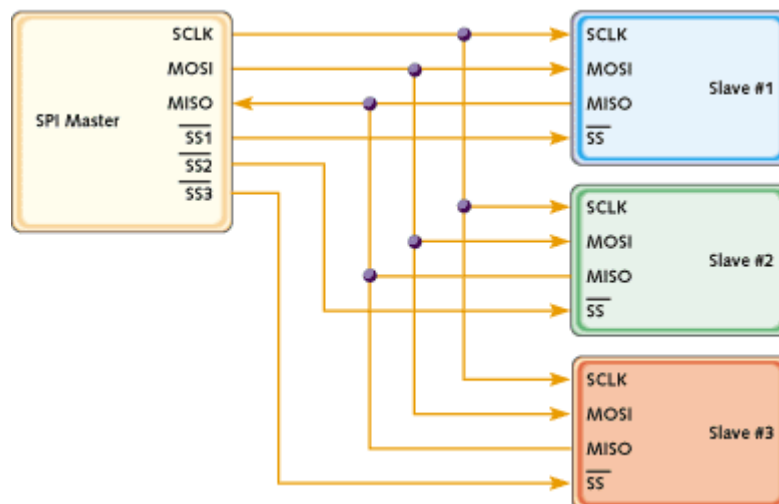 SPI Master
SCLK
MOSI
MISO
SS1
SS2
SS3
SCLK
MOSI
MISO
SS
Slave #1
SCLK
MOSI
MISO
SS
Slave #2
SCLK
MOSI
MISO
SS
Slave #3